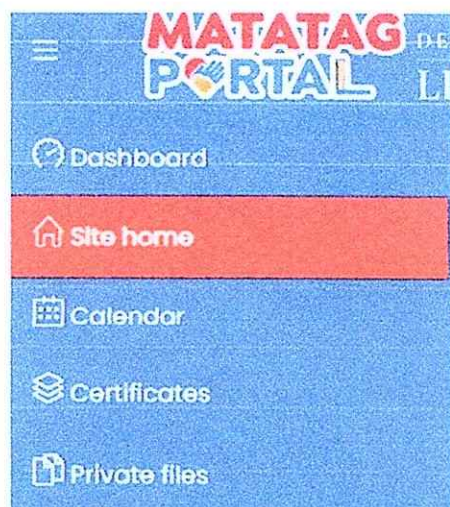 MATATAG
PORTAL
Dashboard
Site home
Calendar
Certificates
Private files